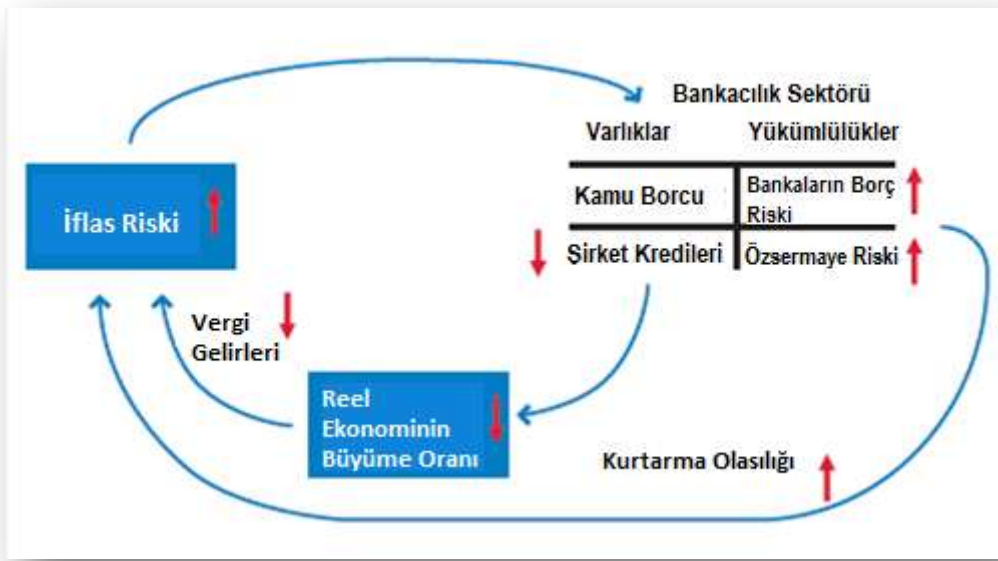 Bankacılık Sektörü
Varlıklar
Yükümlülükler
İflas Riski
Kamu Borcu
Bankaların Borç
Riski
Şirket Kredileri
Özsermaye Riski
Vergi
Gelirleri
Reel
Ekonominin
Büyüme Oranı
Kurtarma Olasılığı